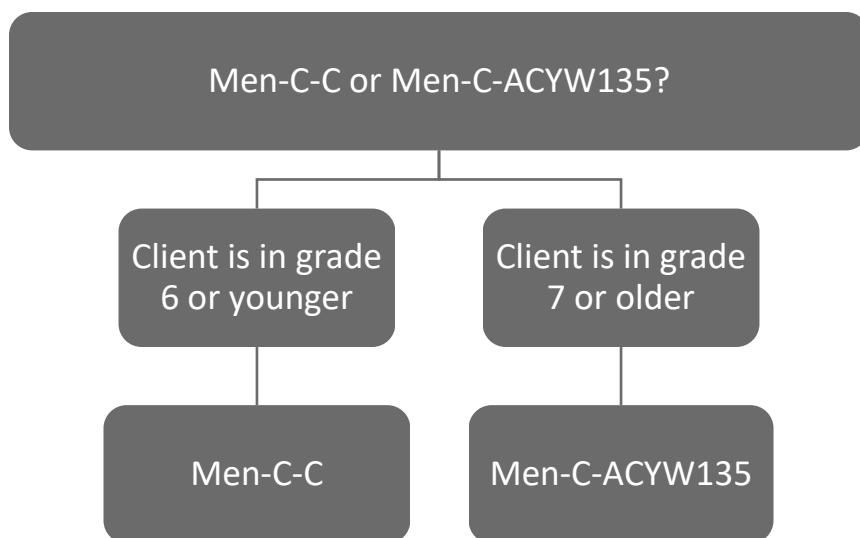 Men-C-C or Men-C-ACYW135?
Client is in grade
6 or younger
Client is in grade
7 or older
Men-C-C
Men-C-ACYW135